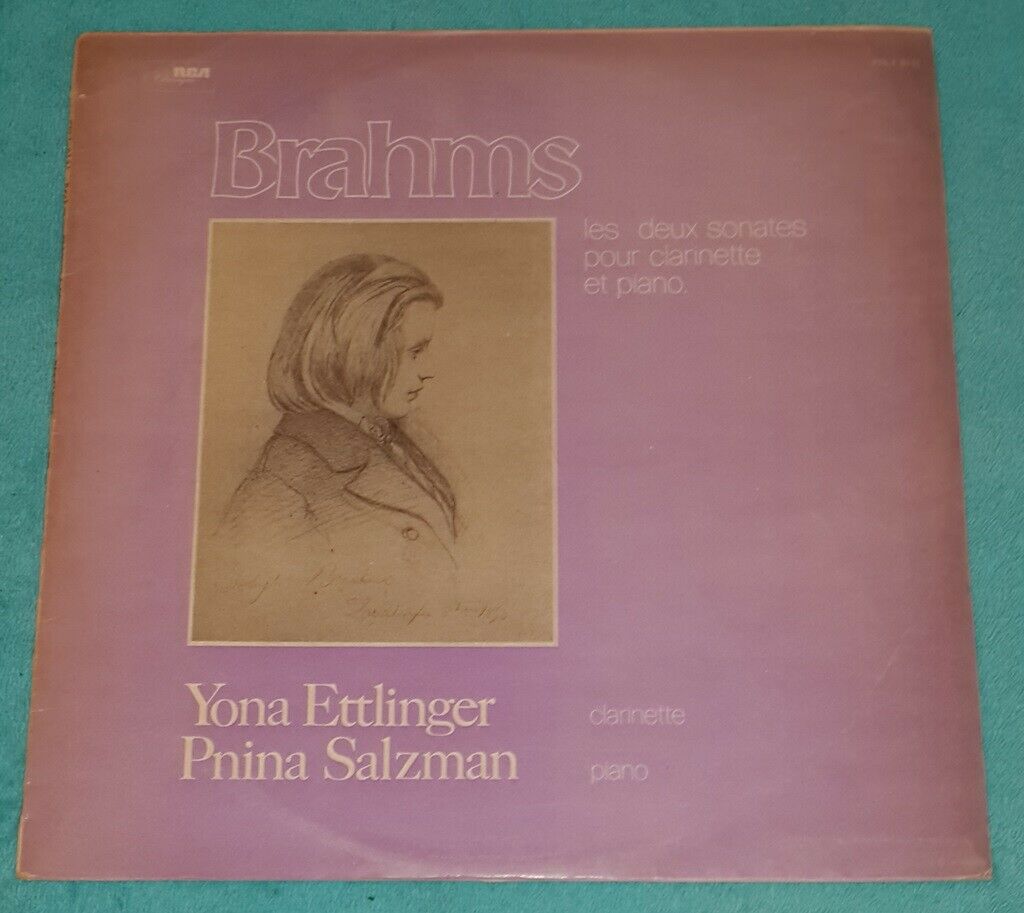 RCA
Brahms
les deux sonates
pour clarinette
et piano.
Yona Ettlinger clarinette
Pnina Salzman piano